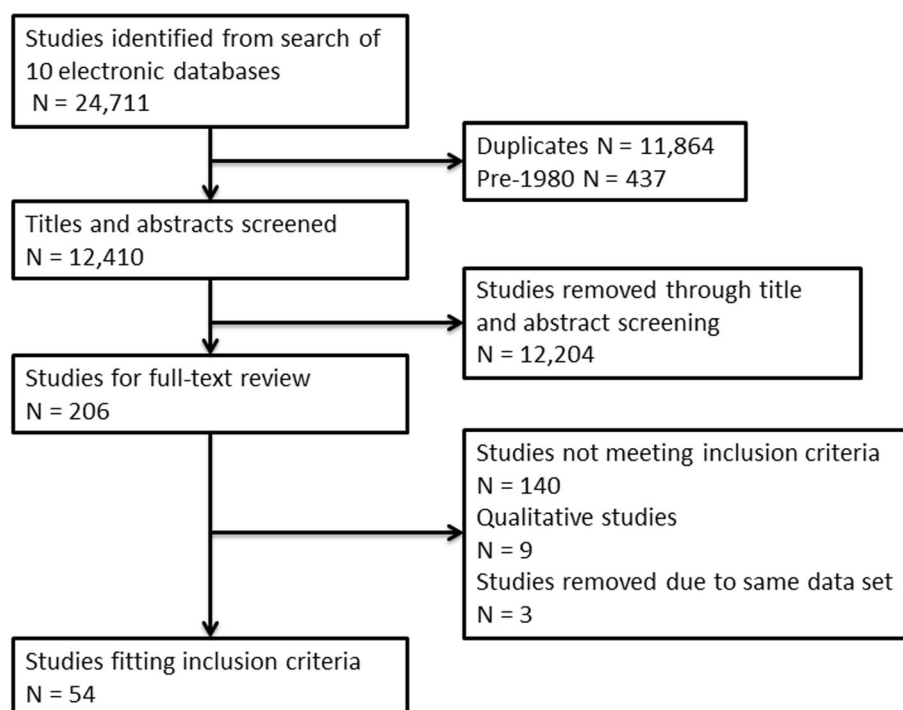 Studies identified from search of
10 electronic databases
N = 24,711
Duplicates N = 11,864
Pre-1980 N = 437
Titles and abstracts screened
N = 12,410
Studies removed through title
and abstract screening
N = 12,204
Studies for full-text review
N = 206
Studies not meeting inclusion criteria
N = 140
Qualitative studies
N = 9
Studies removed due to same data set
N = 3
Studies fitting inclusion criteria
N = 54